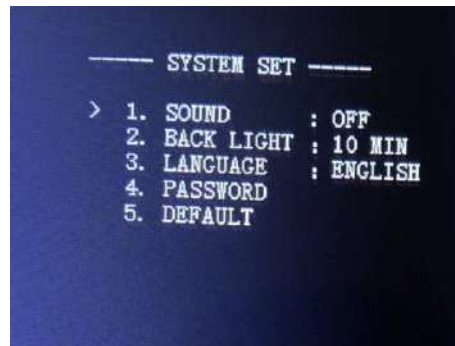 ----- SYSTEM SET -----
> 1. SOUND : OFF
2. BACK LIGHT : 10 MIN
3. LANGUAGE : ENGLISH
4. PASSWORD
5. DEFAULT